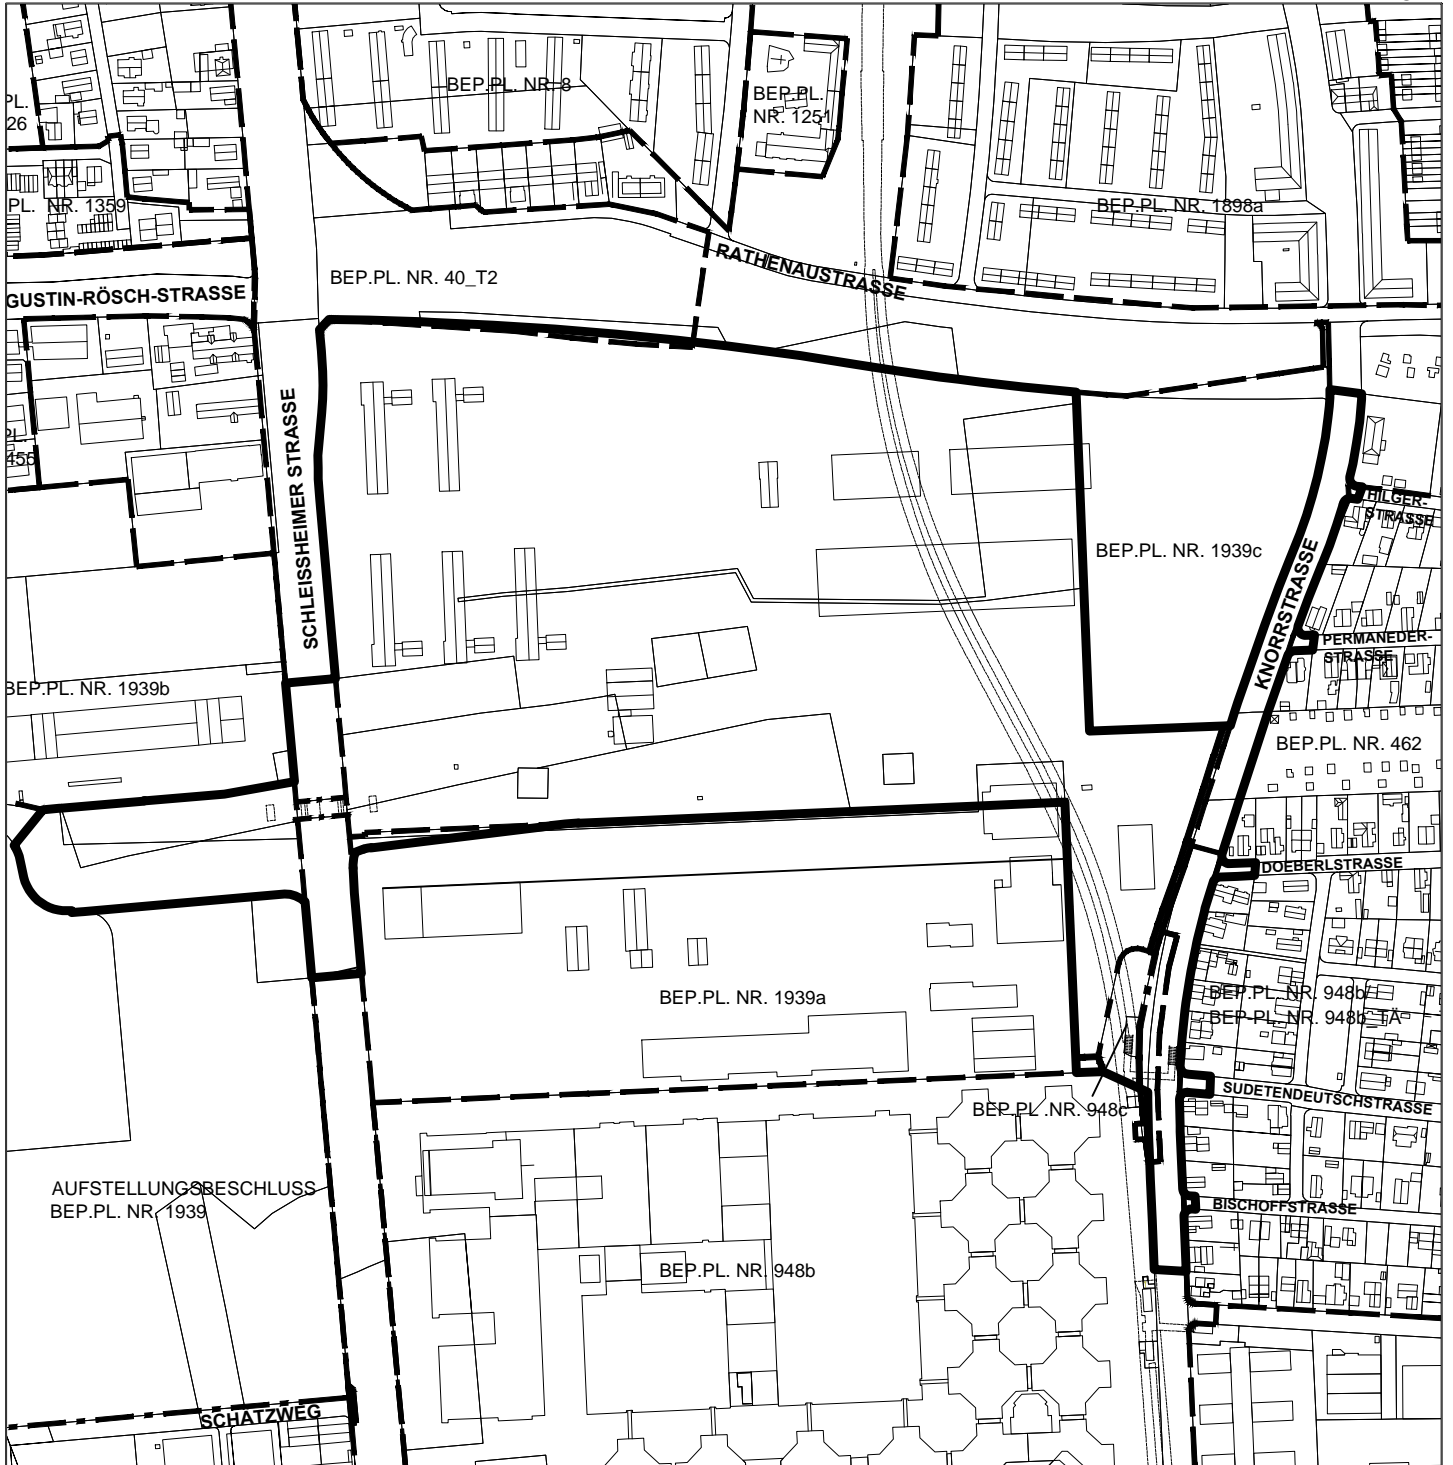 BEP.PL. NR. 8
BEP.PL.
NR. 1251
PL.
26
PL. NR. 1359
BEP.PL. NR. 1898a
RATHENAUSTRASSE
BEP.PL. NR. 40_T2
GUSTIN-RÖSCH-STRASSE
SCHLEISSHEIMER STRASSE
PL.
455
HILGER-
STRASSE
BEP.PL. NR. 1939c
KNORRSTRASSE
PERMANEDER-
STRASSE
BEP.PL. NR. 1939b
BEP.PL. NR. 462
DOEBERLSTRASSE
BEP.PL. NR. 1939a
BEP.PL. NR. 948b/
BEP-PL. NR. 948b_TÄ
SUDETENDEUTSCHSTRASSE
BEP.PL .NR. 948c
AUFSTELLUNGSBESCHLUSS
BEP.PL. NR. 1939
BISCHOFFSTRASSE
BEP.PL. NR. 948b
SCHATZWEG